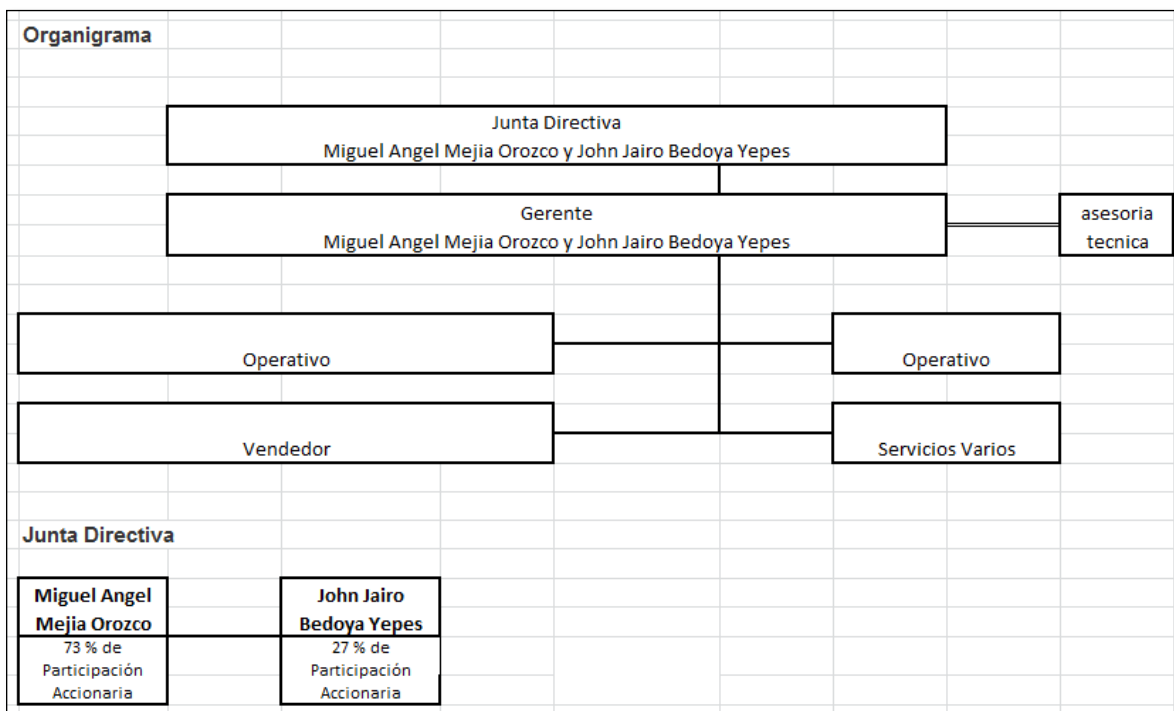 Organigrama
Junta Directiva
Miguel Angel Mejia Orozco y John Jairo Bedoya Yepes
Gerente
Miguel Angel Mejia Orozco y John Jairo Bedoya Yepes
asesoria
tecnica
Operativo
Operativo
Vendedor
Servicios Varios
Junta Directiva
Miguel Angel
Mejia Orozco
73 % de
Participación
Accionaria
John Jairo
Bedoya Yepes
27 % de
Participación
Accionaria